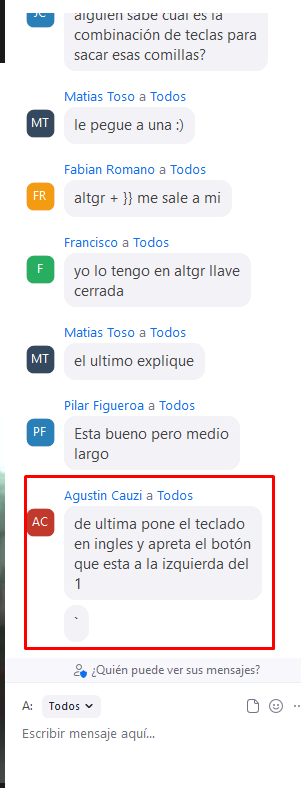 JC
alguien sabe cual es la
combinación de teclas para
sacar esas comillas?
Matias Toso a Todos
MT
le pegue a una :)
Fabian Romano a Todos
FR
altgr + }} me sale a mi
Francisco a Todos
F
yo lo tengo en altgr llave
cerrada
Matias Toso a Todos
MT
el ultimo explique
Pilar Figueroa a Todos
PF
Esta bueno pero medio
largo
Agustin Cauzi a Todos
AC
de ultima pone el teclado
en ingles y apreta el botón
que esta a la izquierda del
1
`
¿Quién puede ver sus mensajes?
A: Todos
Escribir mensaje aquí...